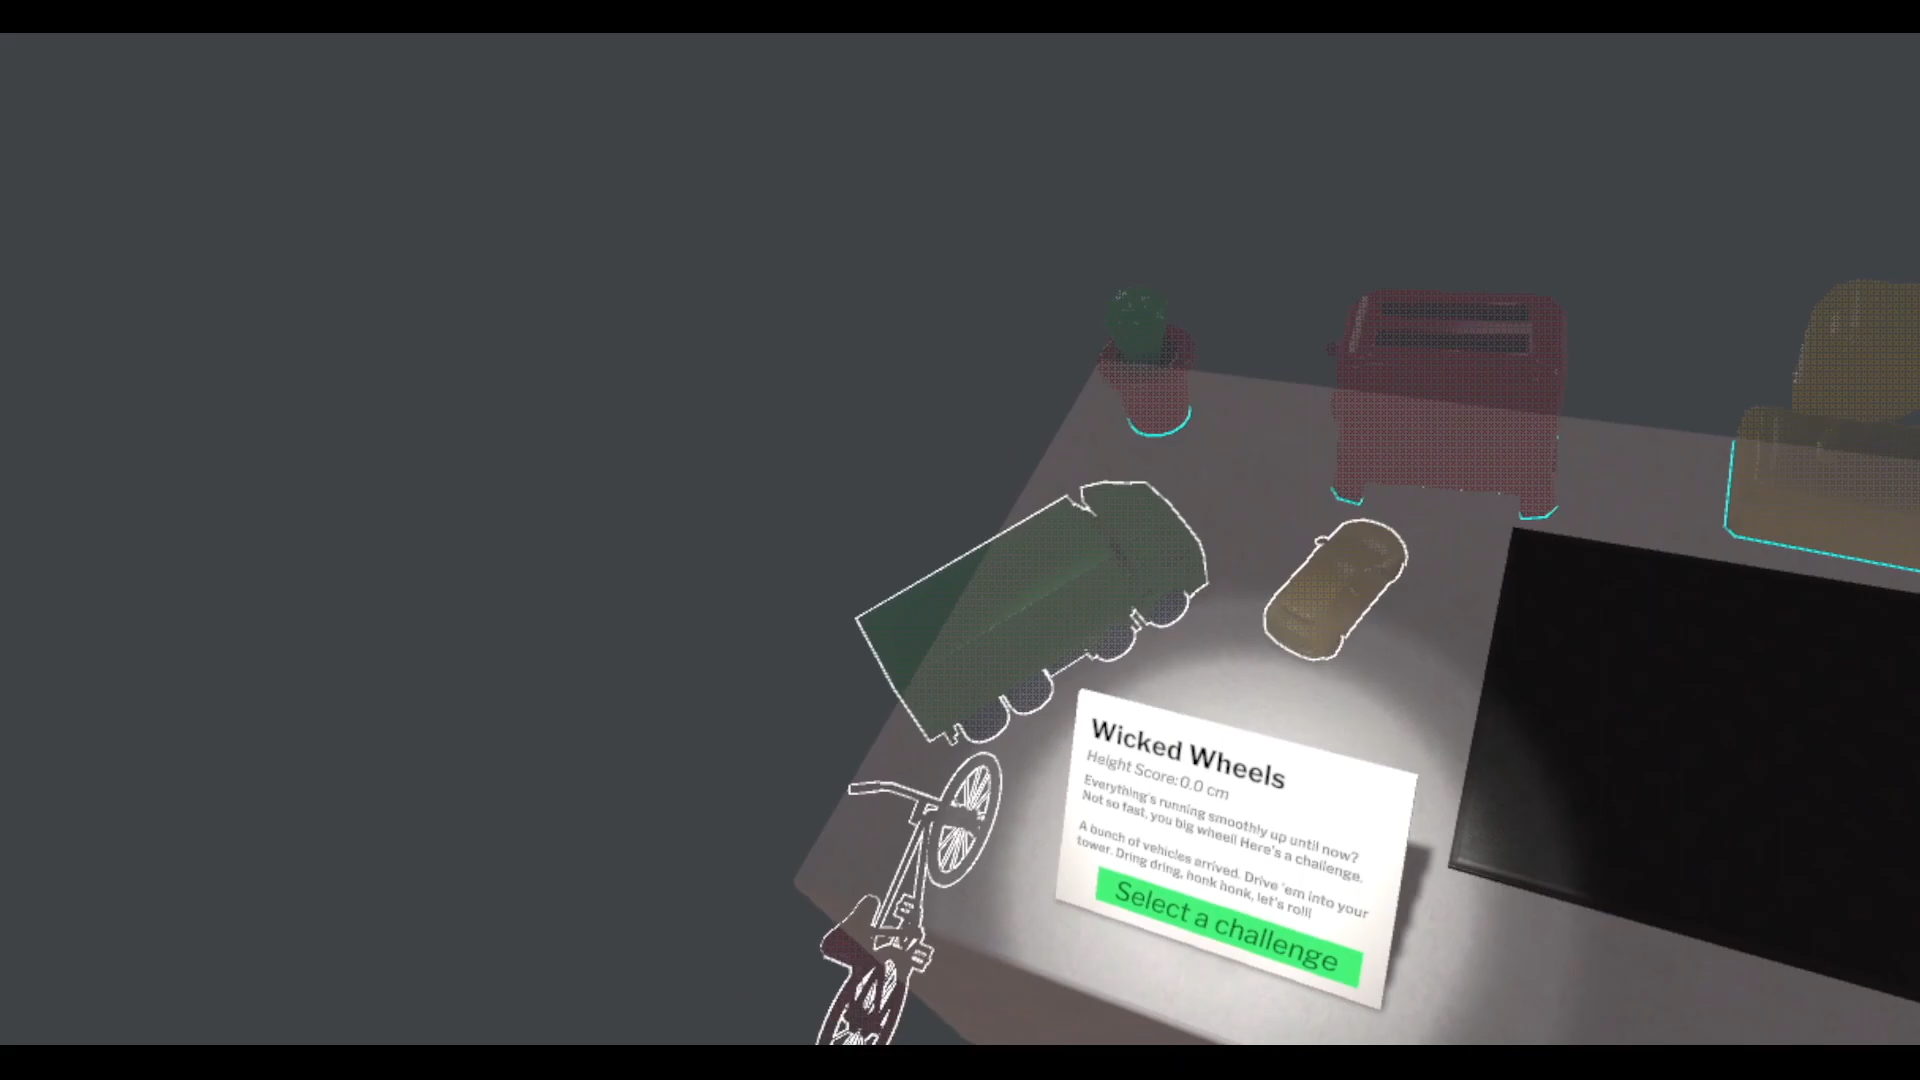 Wicked Wheels
Height Score:0.0 cm
Everything's running smoothly up until now?
Not so fast, you big wheel! Here's a challenge.
A bunch of vehicles arrived. Drive 'em into your
tower. Dring dring, honk honk, let's roll!
Select a challenge